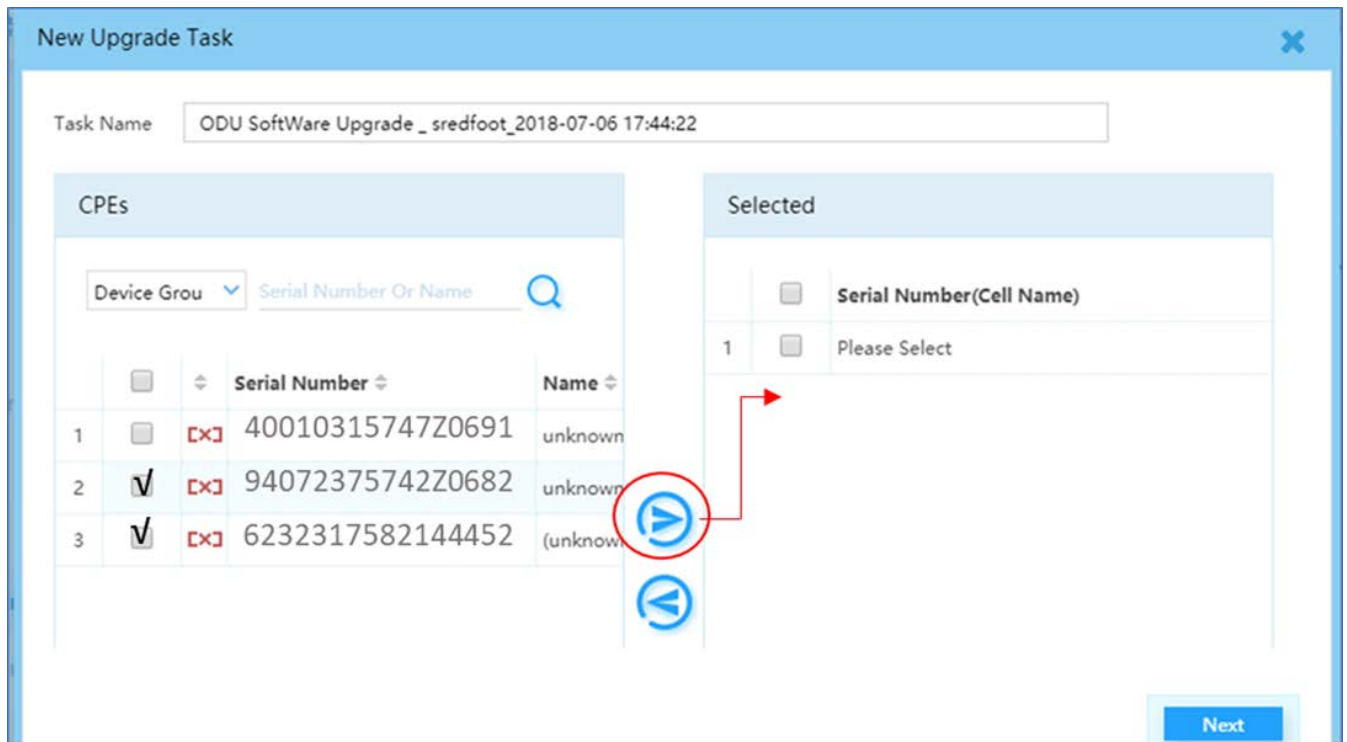 New Upgrade Task
Task Name ODU SoftWare Upgrade _ sredfoot_2018-07-06 17:44:22
CPEs
Device Grou Serial Number Or Name
Serial Number Name
1 40010315747Z0691 unknown
2 94072375742Z0682 unknown
3 6232317582144452 (unknow
Selected
Serial Number(Cell Name)
1 Please Select
Next